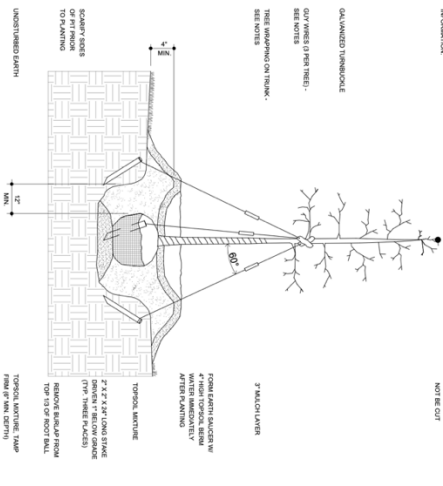 INFORMATION
NOT BE CUT
GALVANIZED TURNBUCKLE
GUY WIRES (3 PER TREE) -
SEE NOTES
TREE WRAPPING ON TRUNK -
SEE NOTES
60°
3" MULCH LAYER
FORM EARTH SAUCER W/
4" HIGH TOPSOIL BERM
WATER IMMEDIATELY
AFTER PLANTING
4"
MIN.
SCARIFY SIDES
OF PIT PRIOR
TO PLANTING
TOPSOIL MIXTURE
2" X 2" X 24" LONG STAKE
DRIVEN 1" BELOW GRADE
(TYP. THREE PLACES)
REMOVE BURLAP FROM
TOP 1/3 OF ROOT BALL
UNDISTURBED EARTH
12"
MIN.
TOPSOIL MIXTURE, TAMP
FIRM (6" MIN. DEPTH)